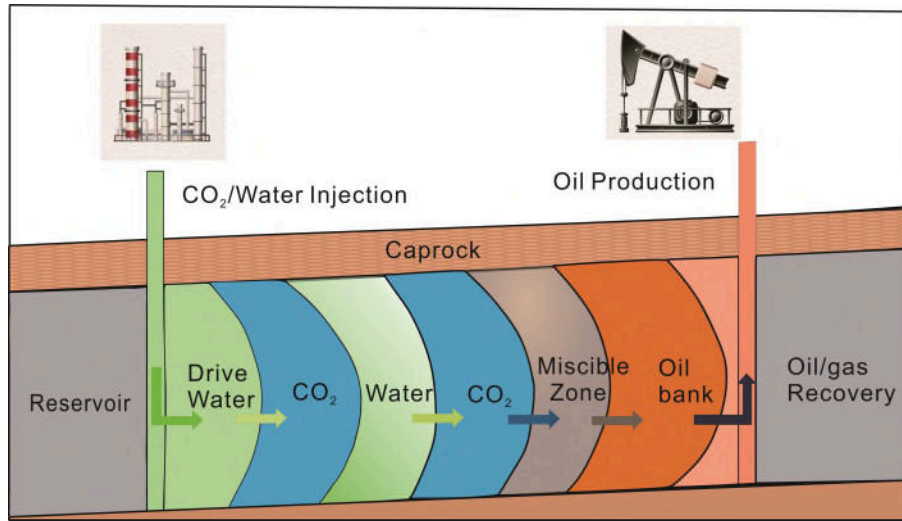 CO₂/Water Injection
Oil Production
Caprock
Reservoir
Drive
Water
CO₂
Water
CO₂
Miscible
Zone
Oil
bank
Oil/gas
Recovery